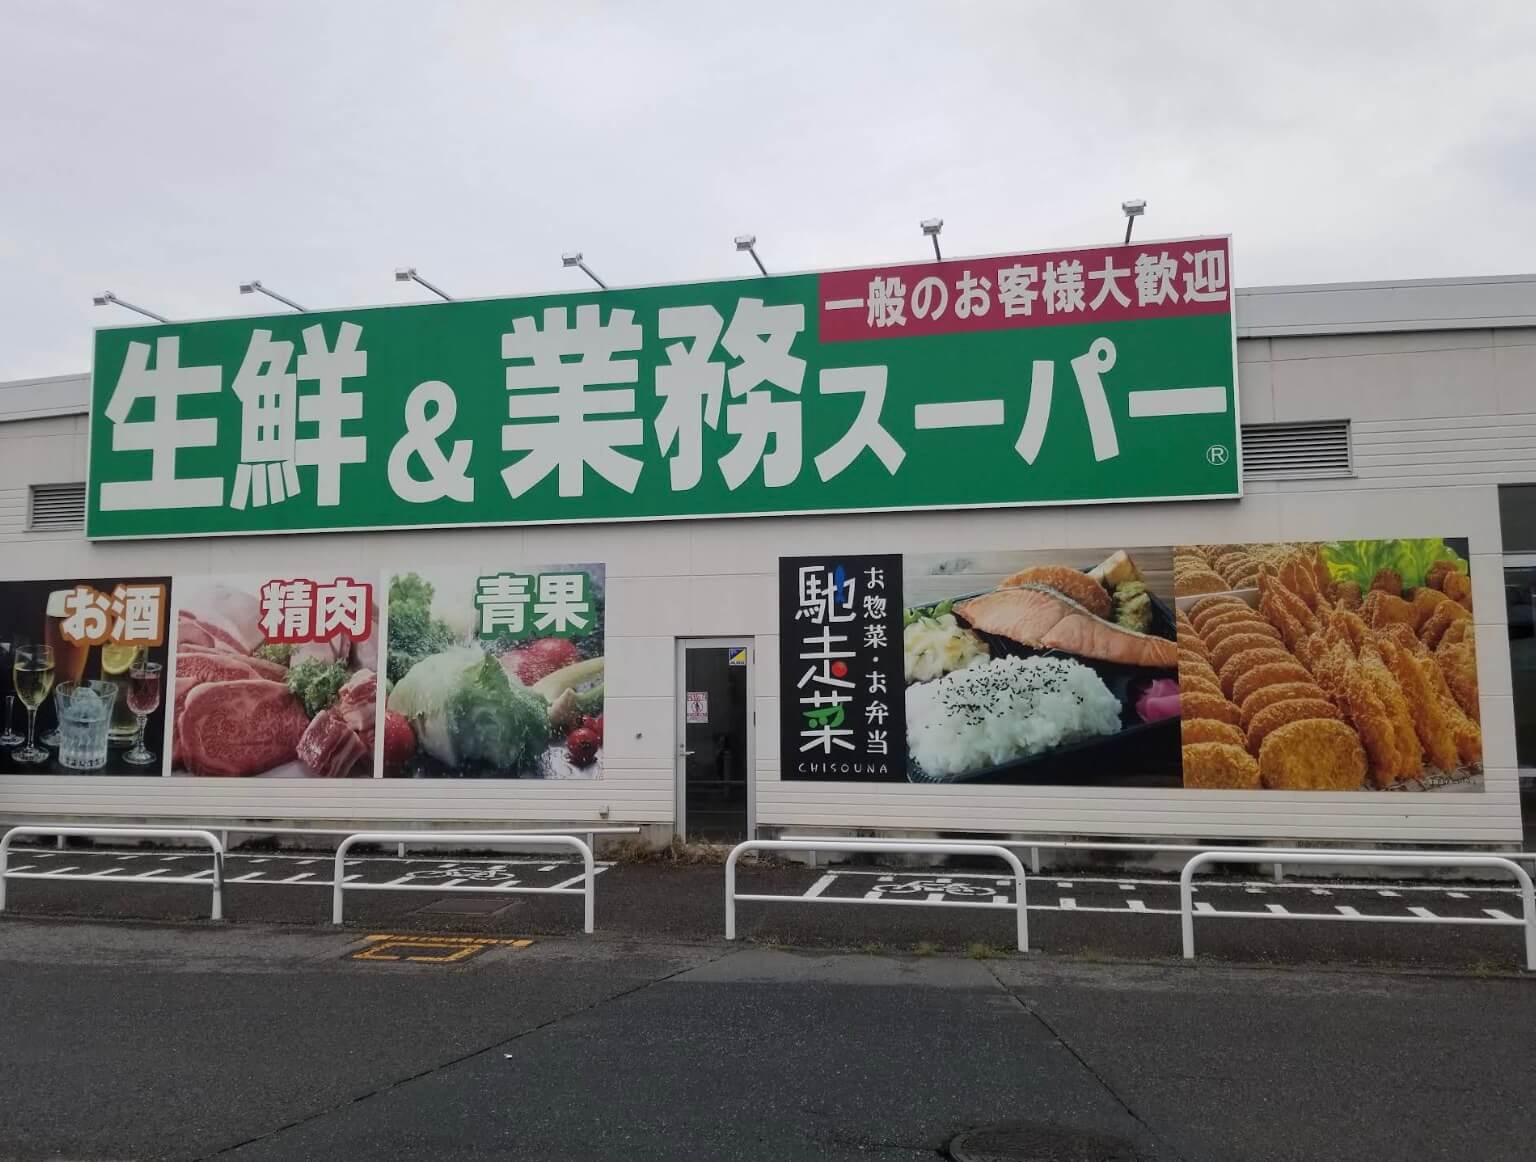 一般のお客様大歓迎
生鮮&業務スーパー
®
お酒
精肉
青果
馳走菜
お惣菜・お弁当
CHISOUNA